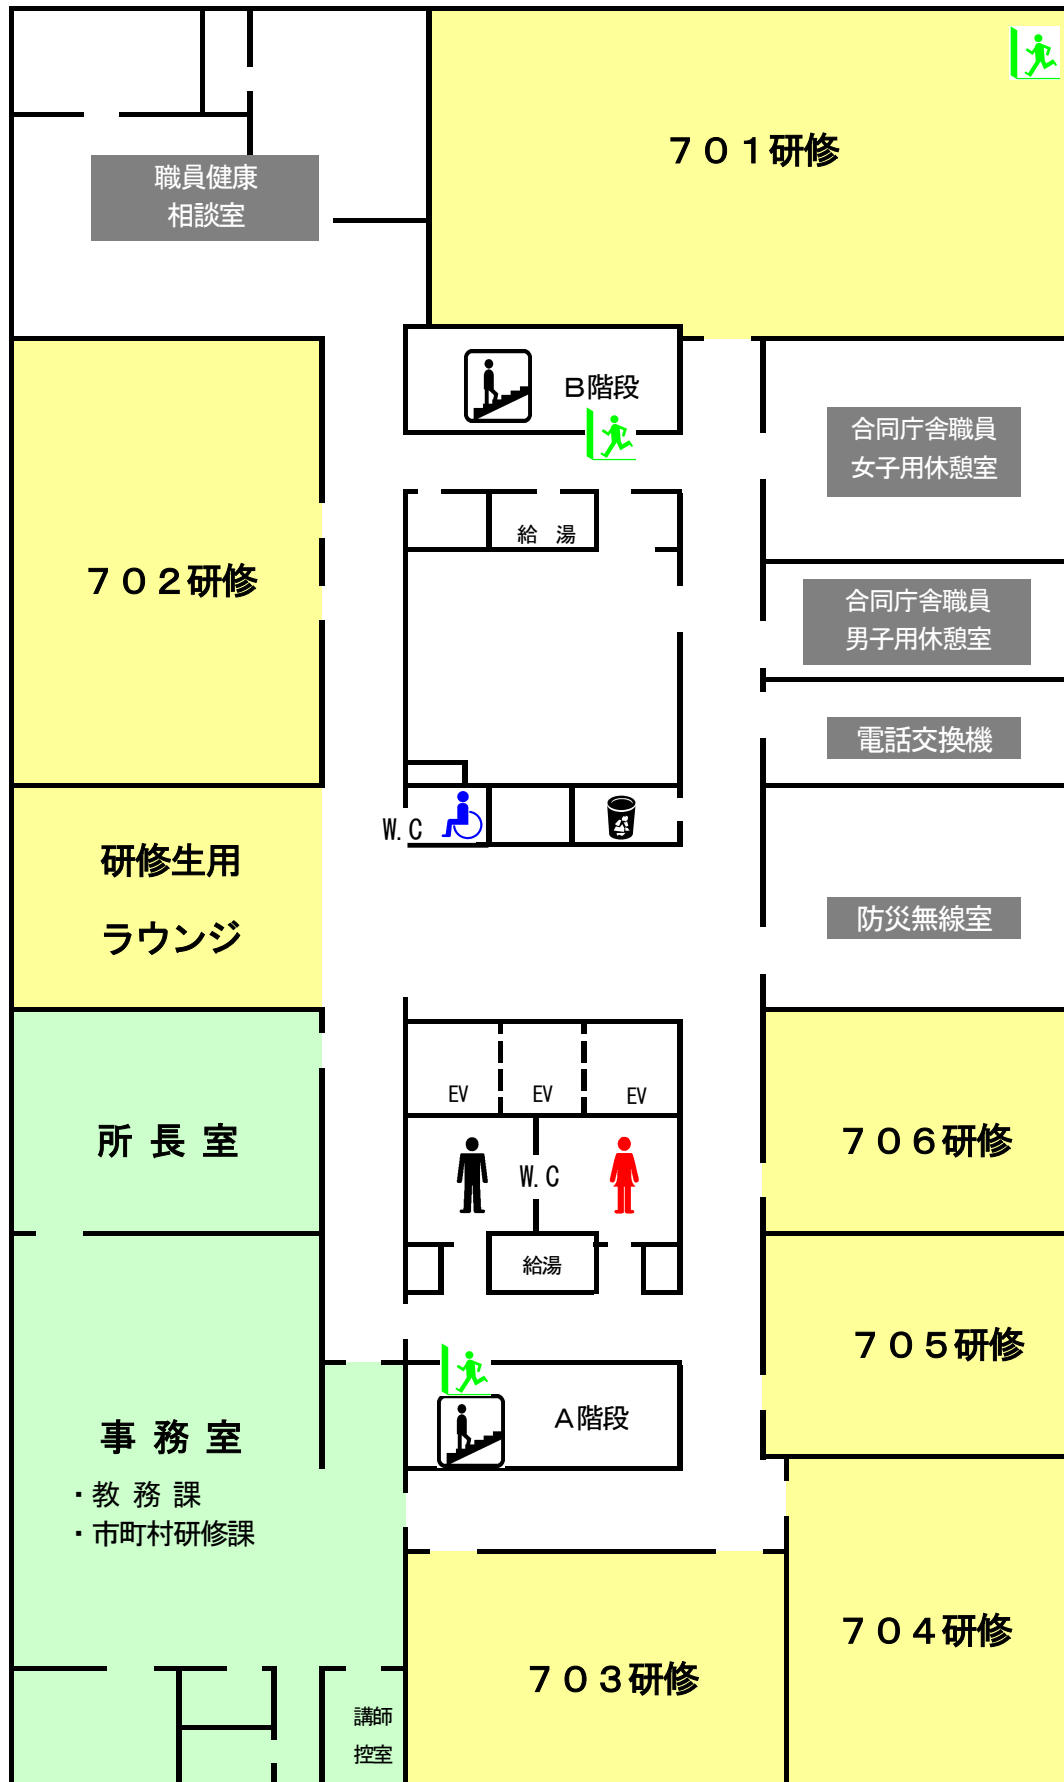 ７０１研修
職員健康
相談室
Ｂ階段
合同庁舎職員
女子用休憩室
給　湯
７０２研修
合同庁舎職員
男子用休憩室
電話交換機
W.C
研修生用
ラウンジ
防災無線室
EV
EV
EV
所 長 室
W.C
７０６研修
給湯
７０５研修
Ａ階段
事 務 室
・教 務 課
・市町村研修課
７０４研修
７０３研修
講師
控室